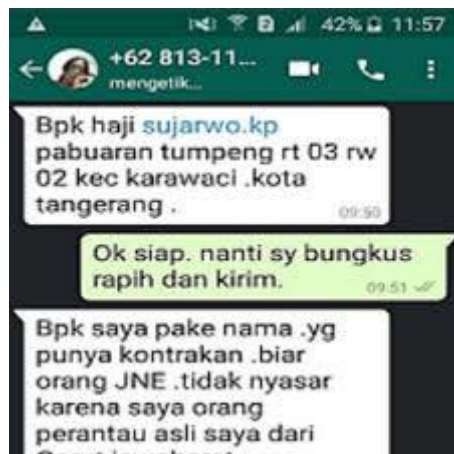 42% 11:57
+62 813-11...
mengetik...
Bpk haji sujarwo.kp
pabuaran tumpeng rt 03 rw
02 kec karawaci .kota
tangerang .
09:50
Ok siap. nanti sy bungkus
rapih dan kirim.
09:51
Bpk saya pake nama .yg
punya kontrakan .biar
orang JNE .tidak nyasar
karena saya orang
perantau asli saya dari